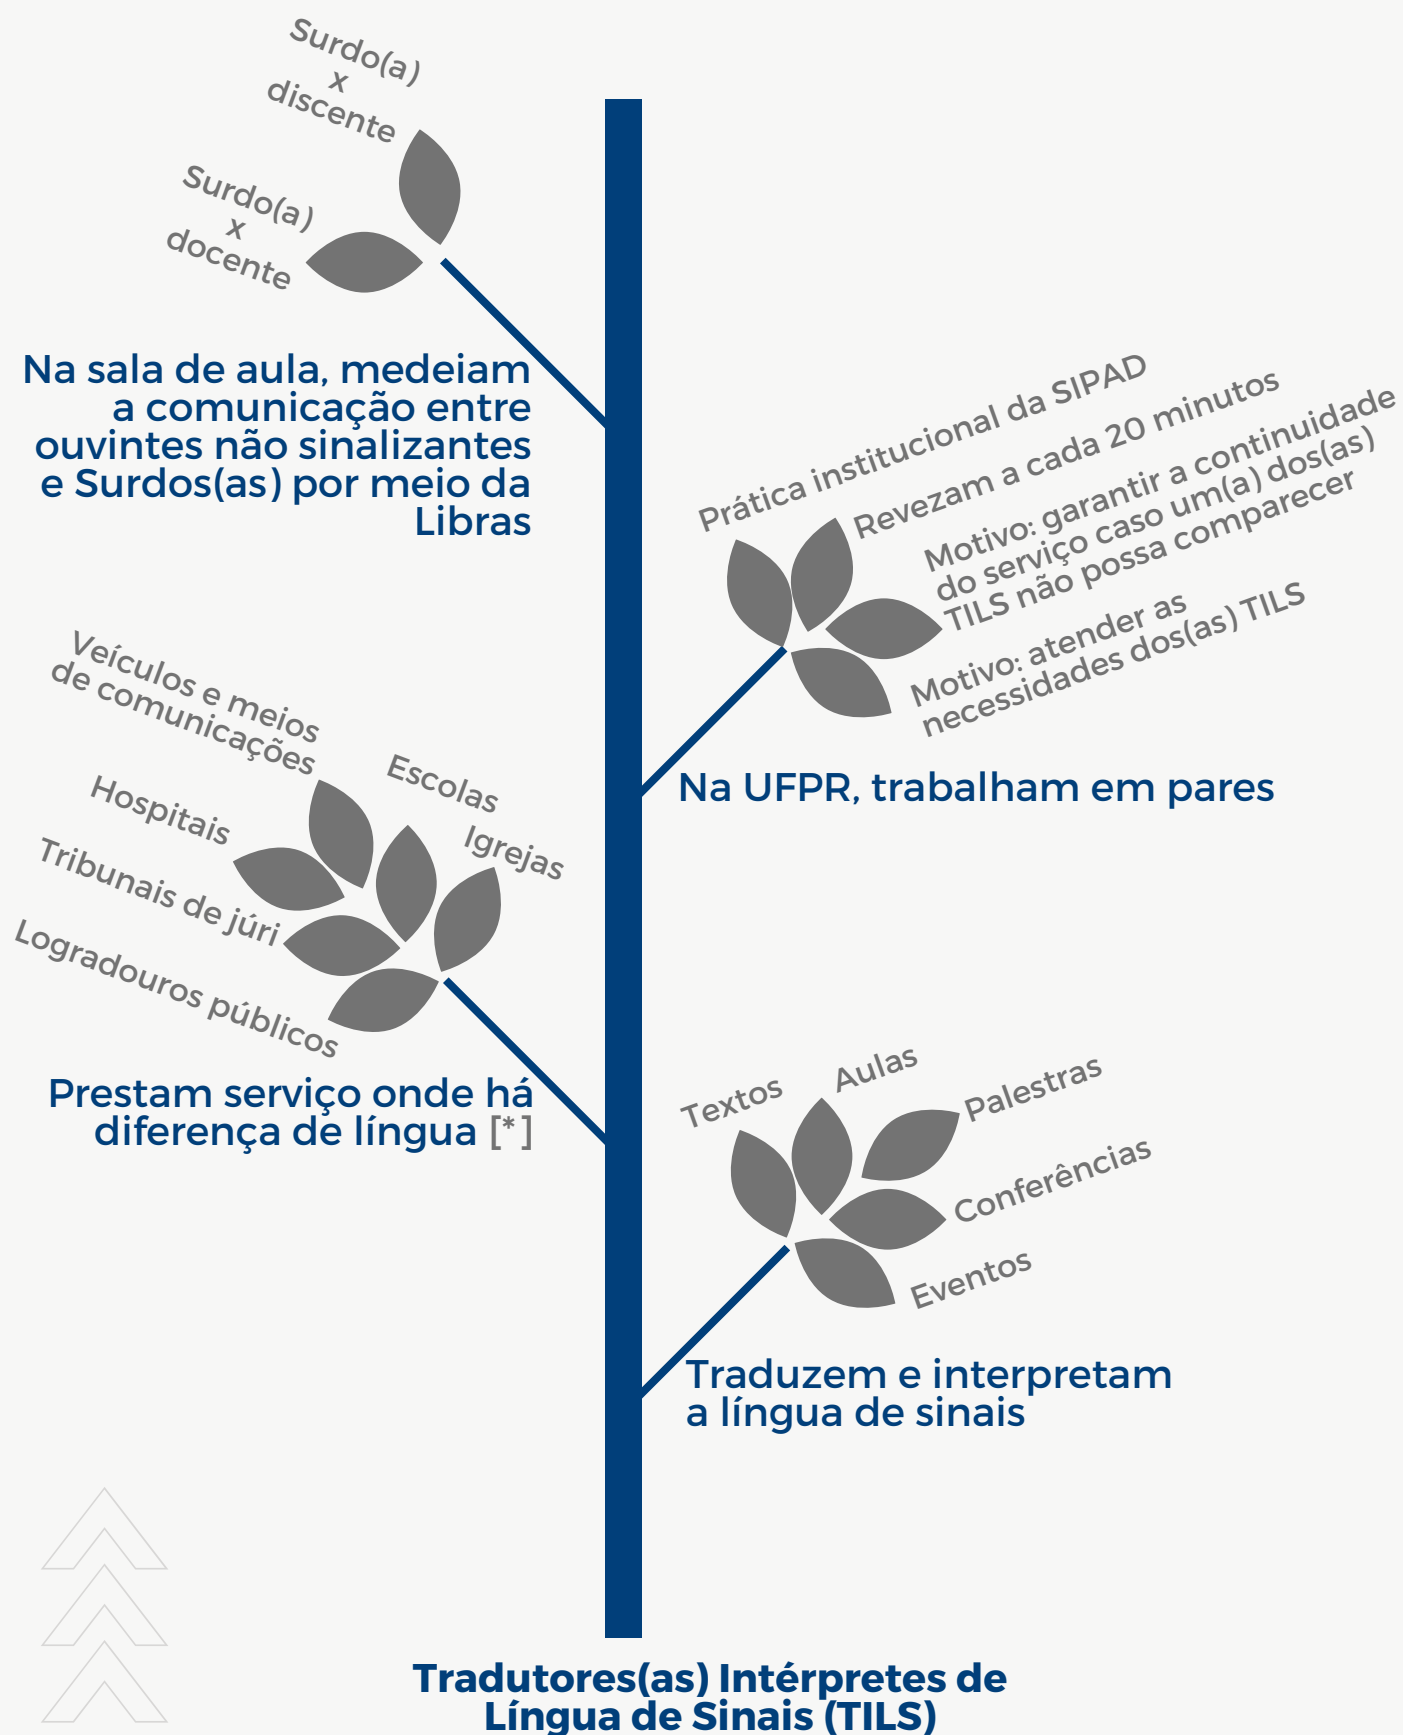 Surdo(a)
x
discente
Surdo(a)
x
docente
Na sala de aula, medeiam
a comunicação entre
ouvintes não sinalizantes
e Surdos(as) por meio da
Libras
Prática institucional da SIPAD
Revezam a cada 20 minutos
Motivo: garantir a continuidade
do serviço caso um(a) dos(as)
TILS não possa comparecer
Motivo: atender as
necessidades dos(as) TILS
Na UFPR, trabalham em pares
Veículos e meios
de comunicações
Escolas
Igrejas
Hospitais
Tribunais de júri
Logradouros públicos
Prestam serviço onde há
diferença de língua [*]
Textos
Aulas
Palestras
Conferências
Eventos
Traduzem e interpretam
a língua de sinais
Tradutores(as) Intérpretes de
Língua de Sinais (TILS)